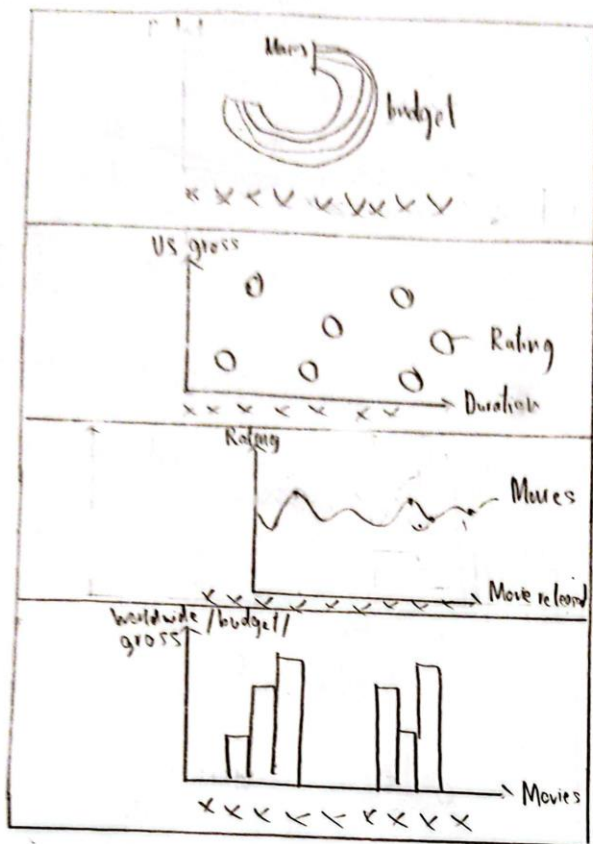 Movies
budget
US gross
Rating
Duration
Rating
Movies
Movie released
worldwide /budget/
gross
Movies